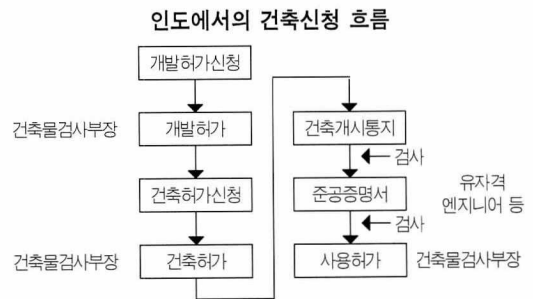 인도에서의 건축신청 흐름
개발허가신청
건축물검사부장
개발허가
건축허가신청
건축물검사부장
건축허가
건축개시통지
검사
준공증명서
유자격
엔지니어 등
검사
사용허가
건축물검사부장